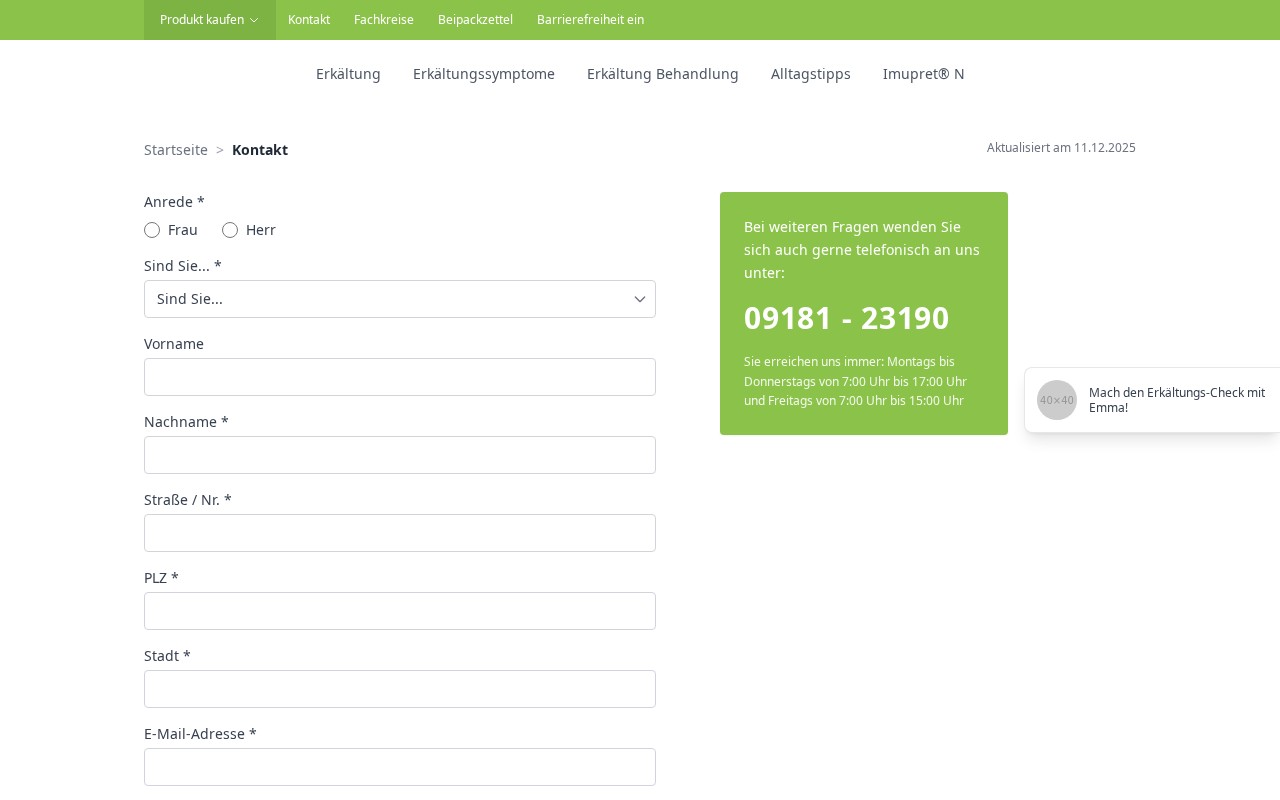 Produkt kaufen
Kontakt
Fachkreise
Beipackzettel
Barrierefreiheit ein
Erkältung
Erkältungssymptome
Erkältung Behandlung
Alltagstipps
Imupret® N
Startseite > Kontakt
Aktualisiert am 11.12.2025
Anrede *
Frau
Herr
Sind Sie... *
Sind Sie...
Vorname
Nachname *
Straße / Nr. *
PLZ *
Stadt *
E-Mail-Adresse *
Bei weiteren Fragen wenden Sie
sich auch gerne telefonisch an uns
unter:
09181 - 23190
Sie erreichen uns immer: Montags bis
Donnerstags von 7:00 Uhr bis 17:00 Uhr
und Freitags von 7:00 Uhr bis 15:00 Uhr
40×40
Mach den Erkältungs-Check mit
Emma!